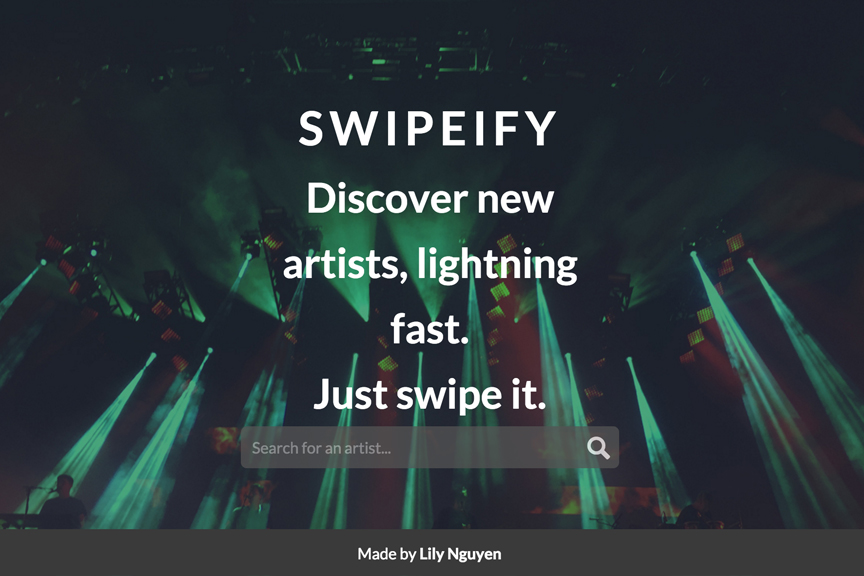 SWIPEIFY
Discover new
artists, lightning
fast.
Just swipe it.
Search for an artist...
Made by Lily Nguyen